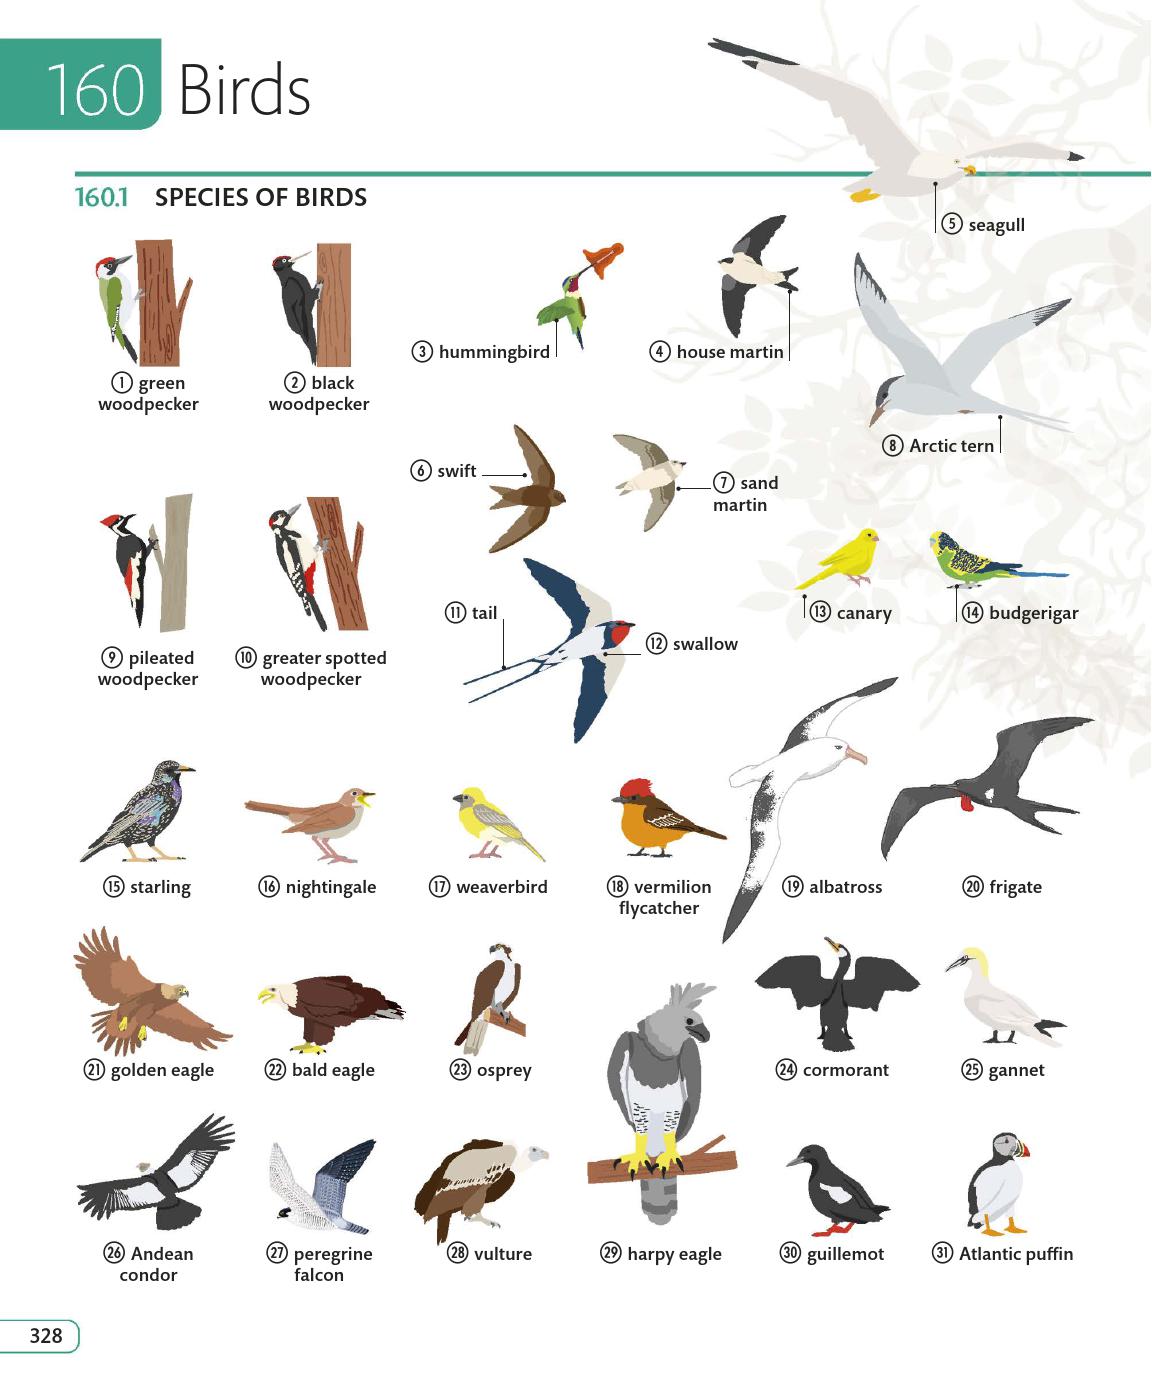 160 Birds
160.1 SPECIES OF BIRDS
5 seagull
3 hummingbird
4 house martin
1 green
woodpecker
2 black
woodpecker
8 Arctic tern
6 swift
7 sand
martin
11 tail
13 canary
14 budgerigar
12 swallow
9 pileated
woodpecker
10 greater spotted
woodpecker
15 starling
16 nightingale
17 weaverbird
18 vermilion
flycatcher
19 albatross
20 frigate
21 golden eagle
22 bald eagle
23 osprey
24 cormorant
25 gannet
26 Andean
condor
27 peregrine
falcon
28 vulture
29 harpy eagle
30 guillemot
31 Atlantic puffin
328